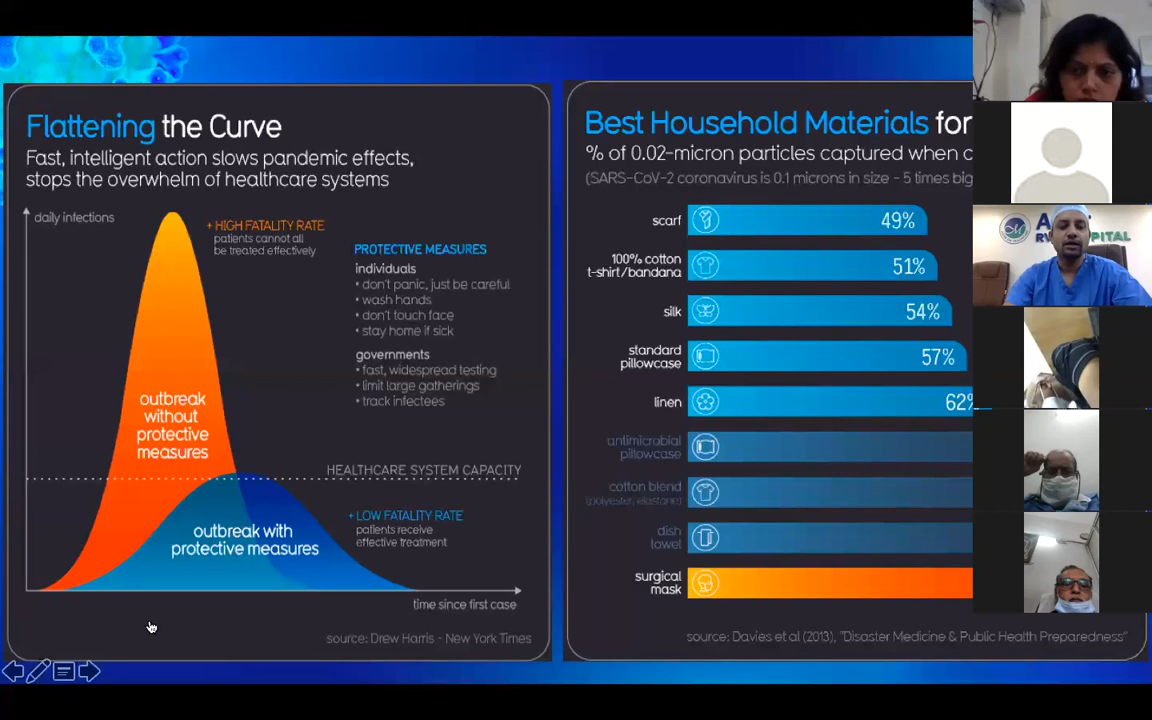 Flattening the Curve
Fast, intelligent action slows pandemic effects,
stops the overwhelm of healthcare systems
daily infections
+ HIGH FATALITY RATE
patients cannot all
be treated effectively
PROTECTIVE MEASURES
individuals
• don't panic, just be careful
• wash hands
• don't touch face
• stay home if sick
governments
• fast, widespread testing
• limit large gatherings
• track infectees
outbreak
without
protective
measures
HEALTHCARE SYSTEM CAPACITY
outbreak with
protective measures
+ LOW FATALITY RATE
patients receive
effective treatment
time since first case
source: Drew Harris - New York Times
Best Household Materials for
% of 0.02-micron particles captured when
(SARS-CoV-2 coronavirus is 0.1 microns in size - 5 times
scarf 49%
100% cotton
t-shirt/bandana 51%
silk 54%
standard
pillowcase 57%
linen 62%
antimicrobial
pillowcase
cotton blend
(polyester, elastane)
dish
towel
surgical
mask
source: Davies et al (2013), "Disaster Medicine & Public Health Preparedness"